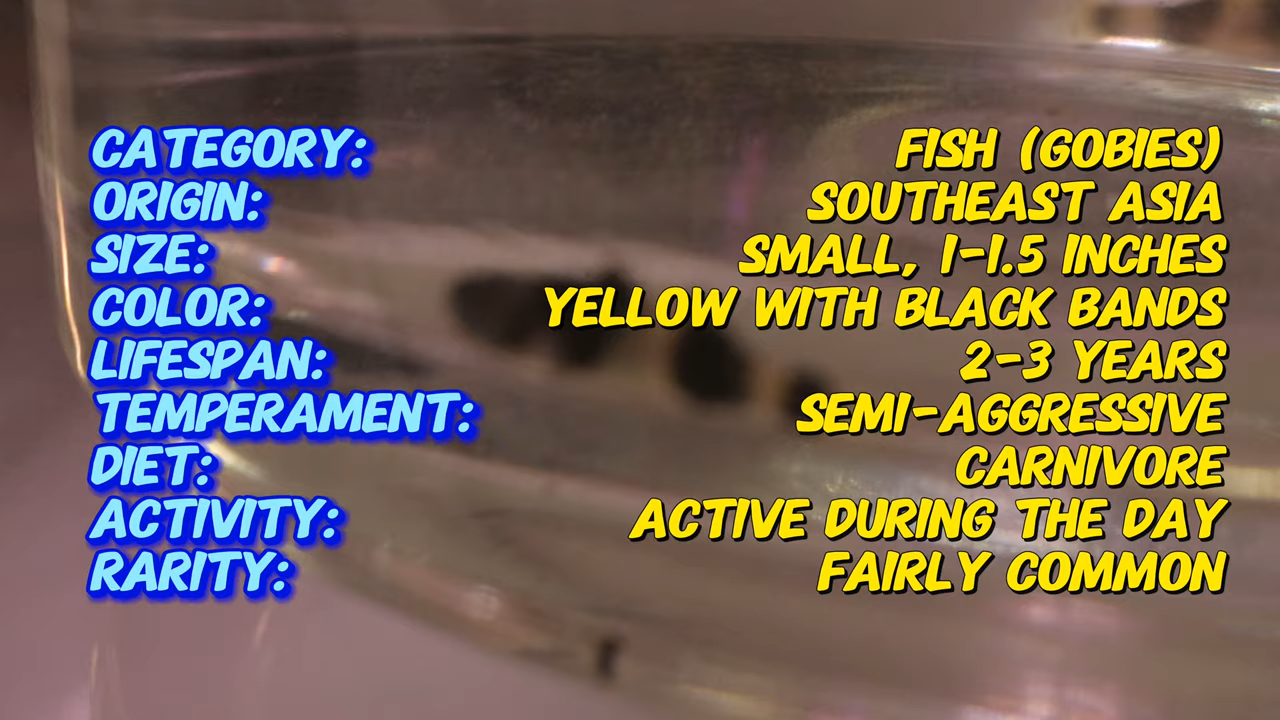 CATEGORY: FISH (GOBIES)
ORIGIN: SOUTHEAST ASIA
SIZE: SMALL, 1-1.5 INCHES
COLOR: YELLOW WITH BLACK BANDS
LIFESPAN: 2-3 YEARS
TEMPERAMENT: SEMI-AGGRESSIVE
DIET: CARNIVORE
ACTIVITY: ACTIVE DURING THE DAY
RARITY: FAIRLY COMMON